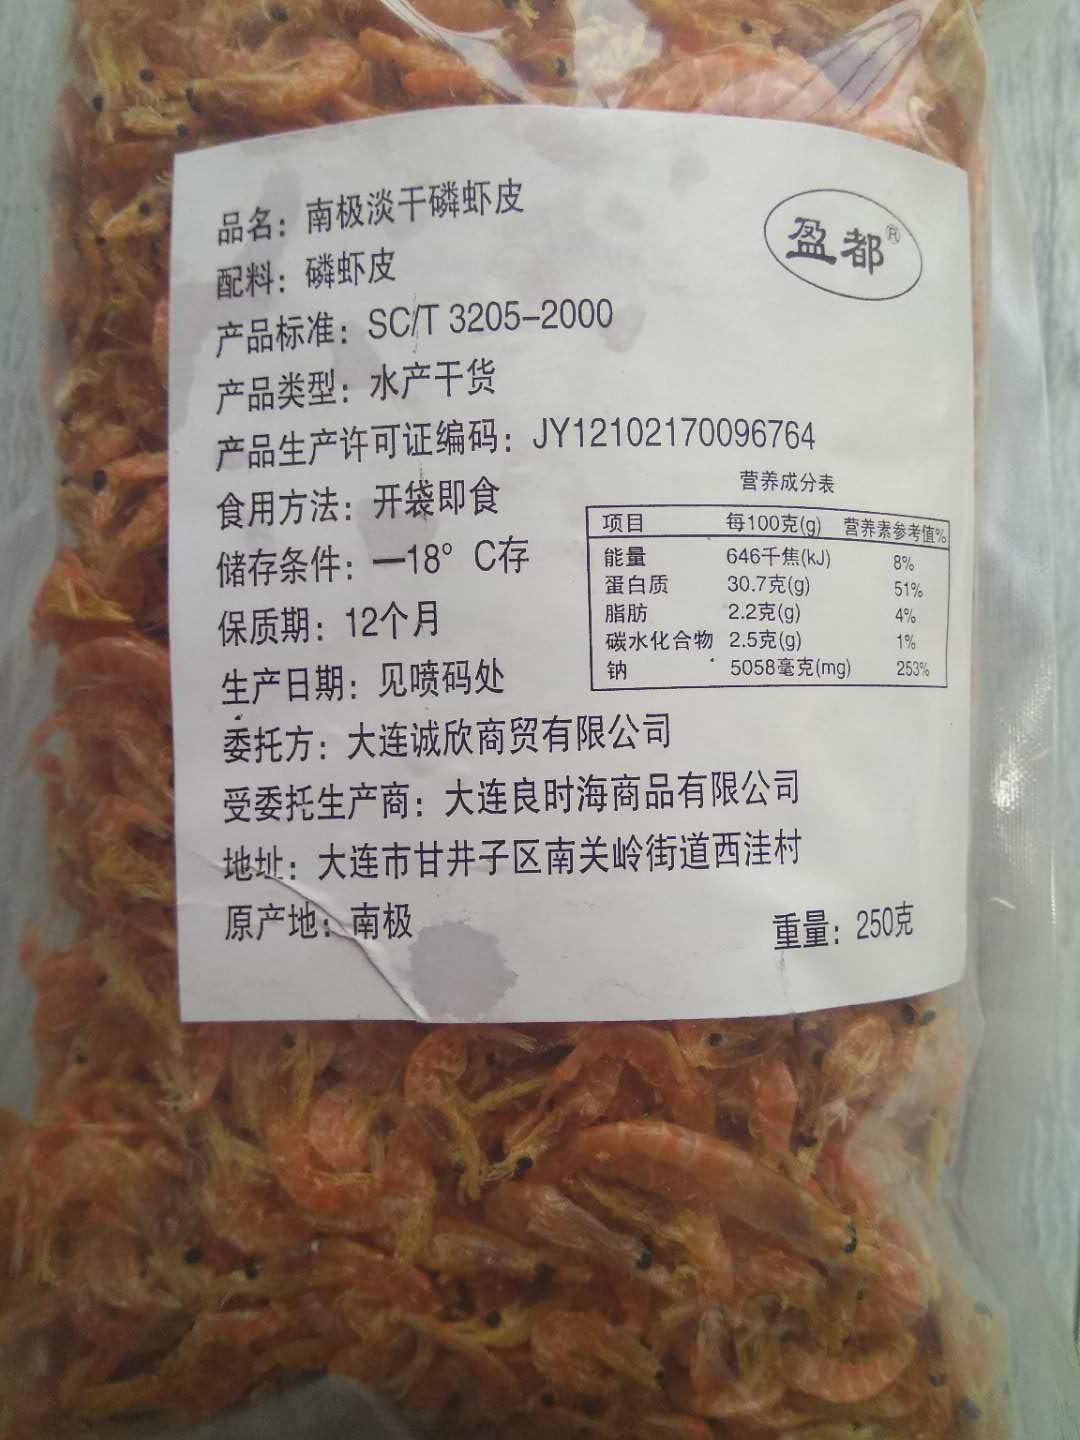 盈都®
品名：南极淡干磷虾皮
配料：磷虾皮
产品标准：SC/T 3205-2000
产品类型：水产干货
产品生产许可证编码：JY12102170096764
食用方法：开袋即食
储存条件：—18° C存
保质期：12个月
生产日期：见喷码处
营养成分表
项目 每100克(g) 营养素参考值%
能量 646千焦(kJ) 8%
蛋白质 30.7克(g) 51%
脂肪 2.2克(g) 4%
碳水化合物 2.5克(g) 1%
钠 5058毫克(mg) 253%
委托方：大连诚欣商贸有限公司
受委托生产商：大连良时海商品有限公司
地址：大连市甘井子区南关岭街道西洼村
原产地：南极
重量：250克